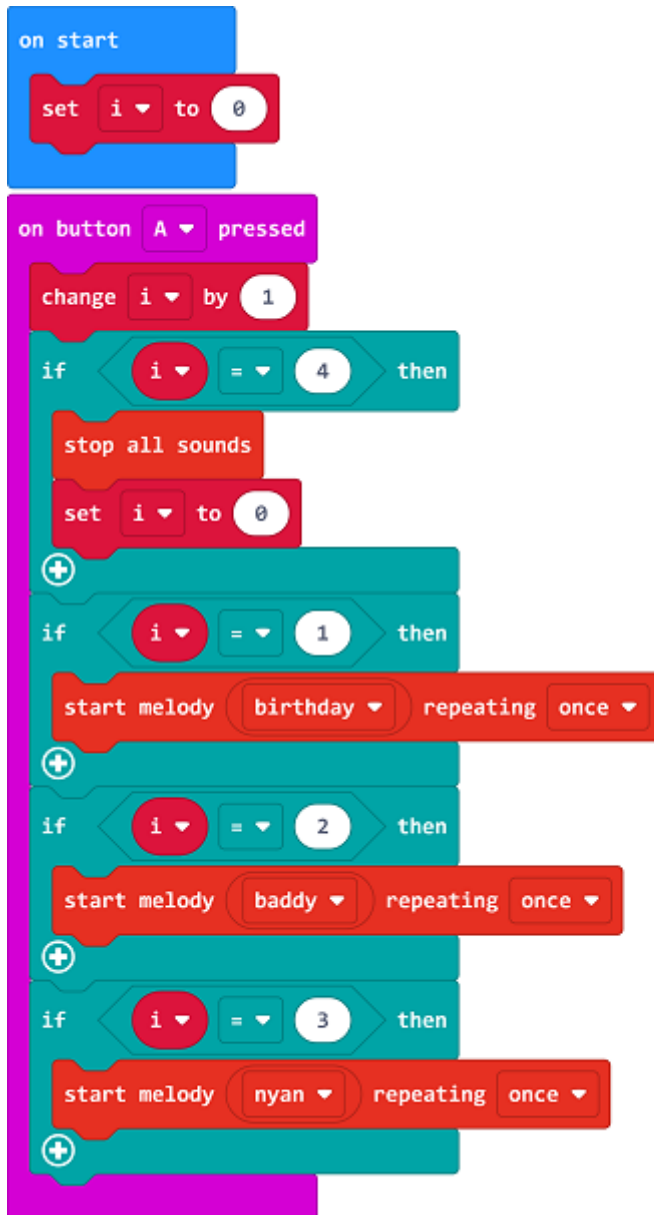 on start
set i to 0
on button A pressed
change i by 1
if i = 4 then
stop all sounds
set i to 0
if i = 1 then
start melody birthday repeating once
if i = 2 then
start melody baddy repeating once
if i = 3 then
start melody nyan repeating once